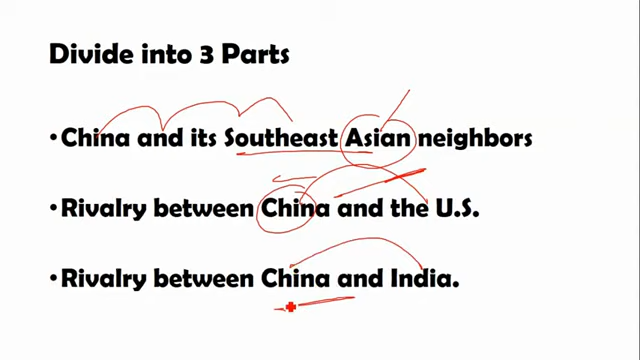 Divide into 3 Parts
•China and its Southeast Asian neighbors
•Rivalry between China and the U.S.
•Rivalry between China and India.